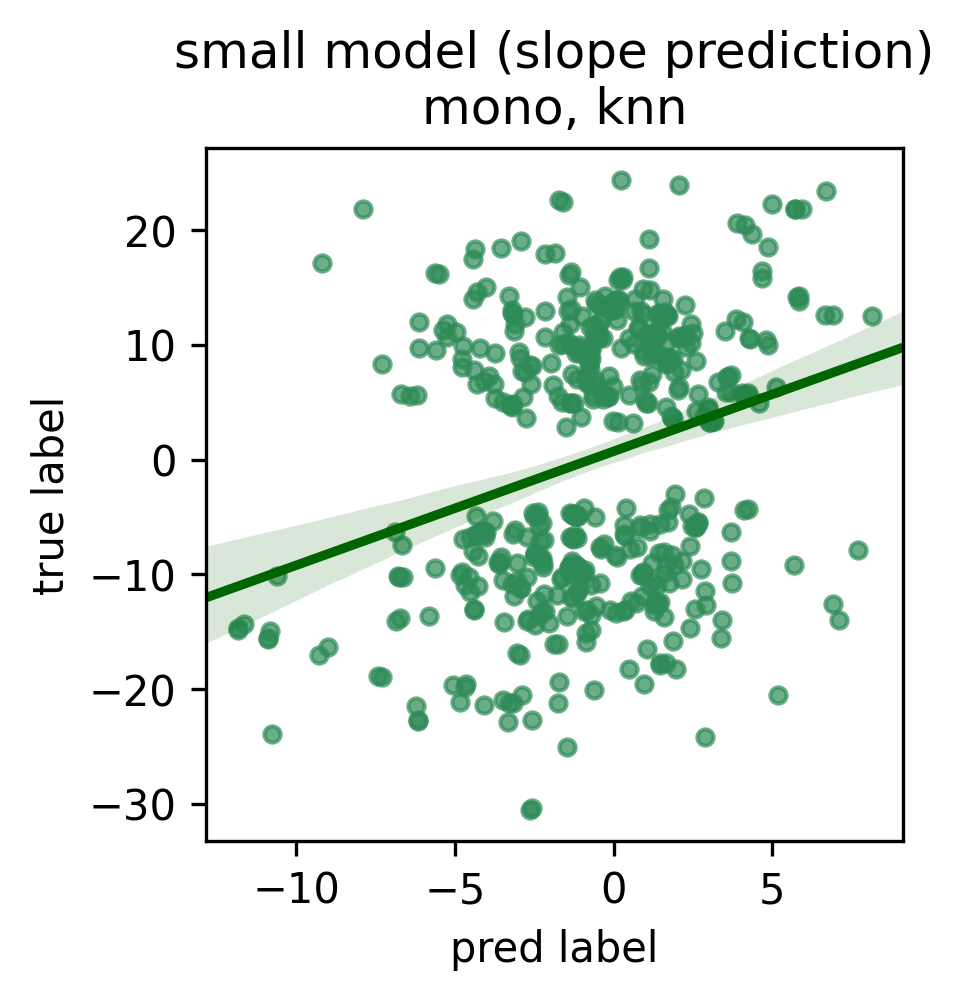 small model (slope prediction)
mono, knn
true label
20
10
0
−10
−20
−30
−10
−5
0
5
pred label